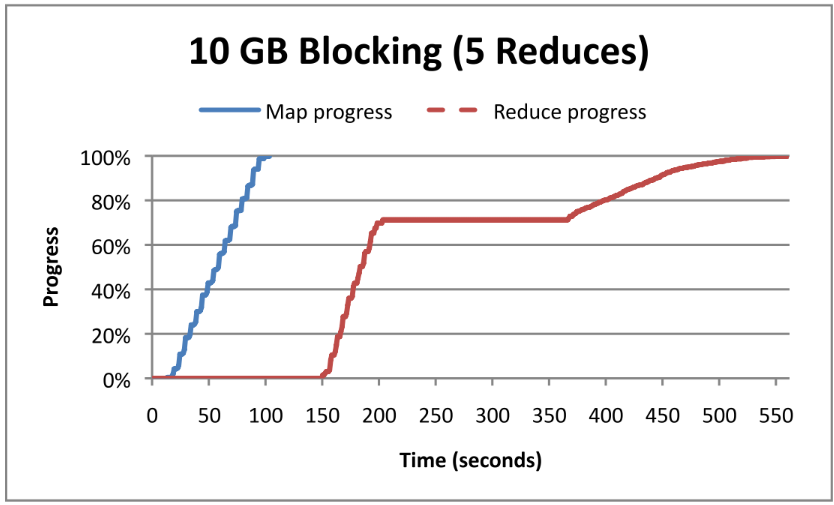 10 GB Blocking (5 Reduces)
Map progress Reduce progress
100%
80%
60%
40%
20%
0%
Progress
0 50 100 150 200 250 300 350 400 450 500 550
Time (seconds)